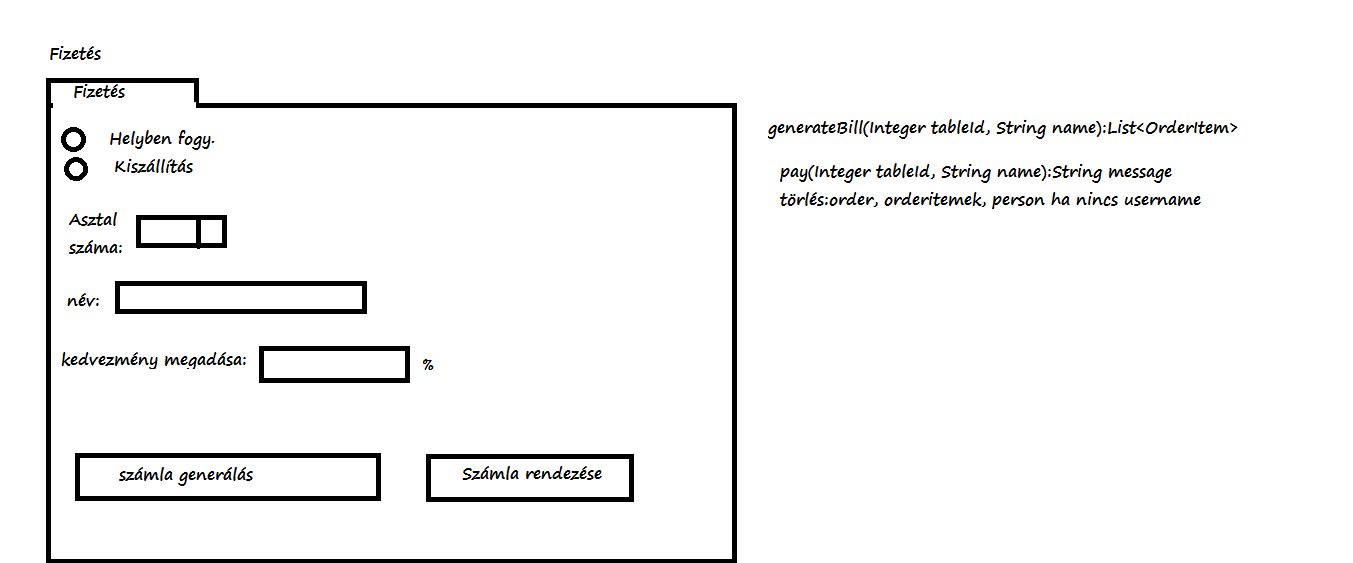 Fizetés
Fizetés
Helyben fogy.
Kiszállítás
Asztal
száma:
név:
kedvezmény megadása:
%
számla generálás
Számla rendezése
generateBill(Integer tableId, String name):List<OrderItem>
pay(Integer tableId, String name):String message
törlés:order, orderitemek, person ha nincs username